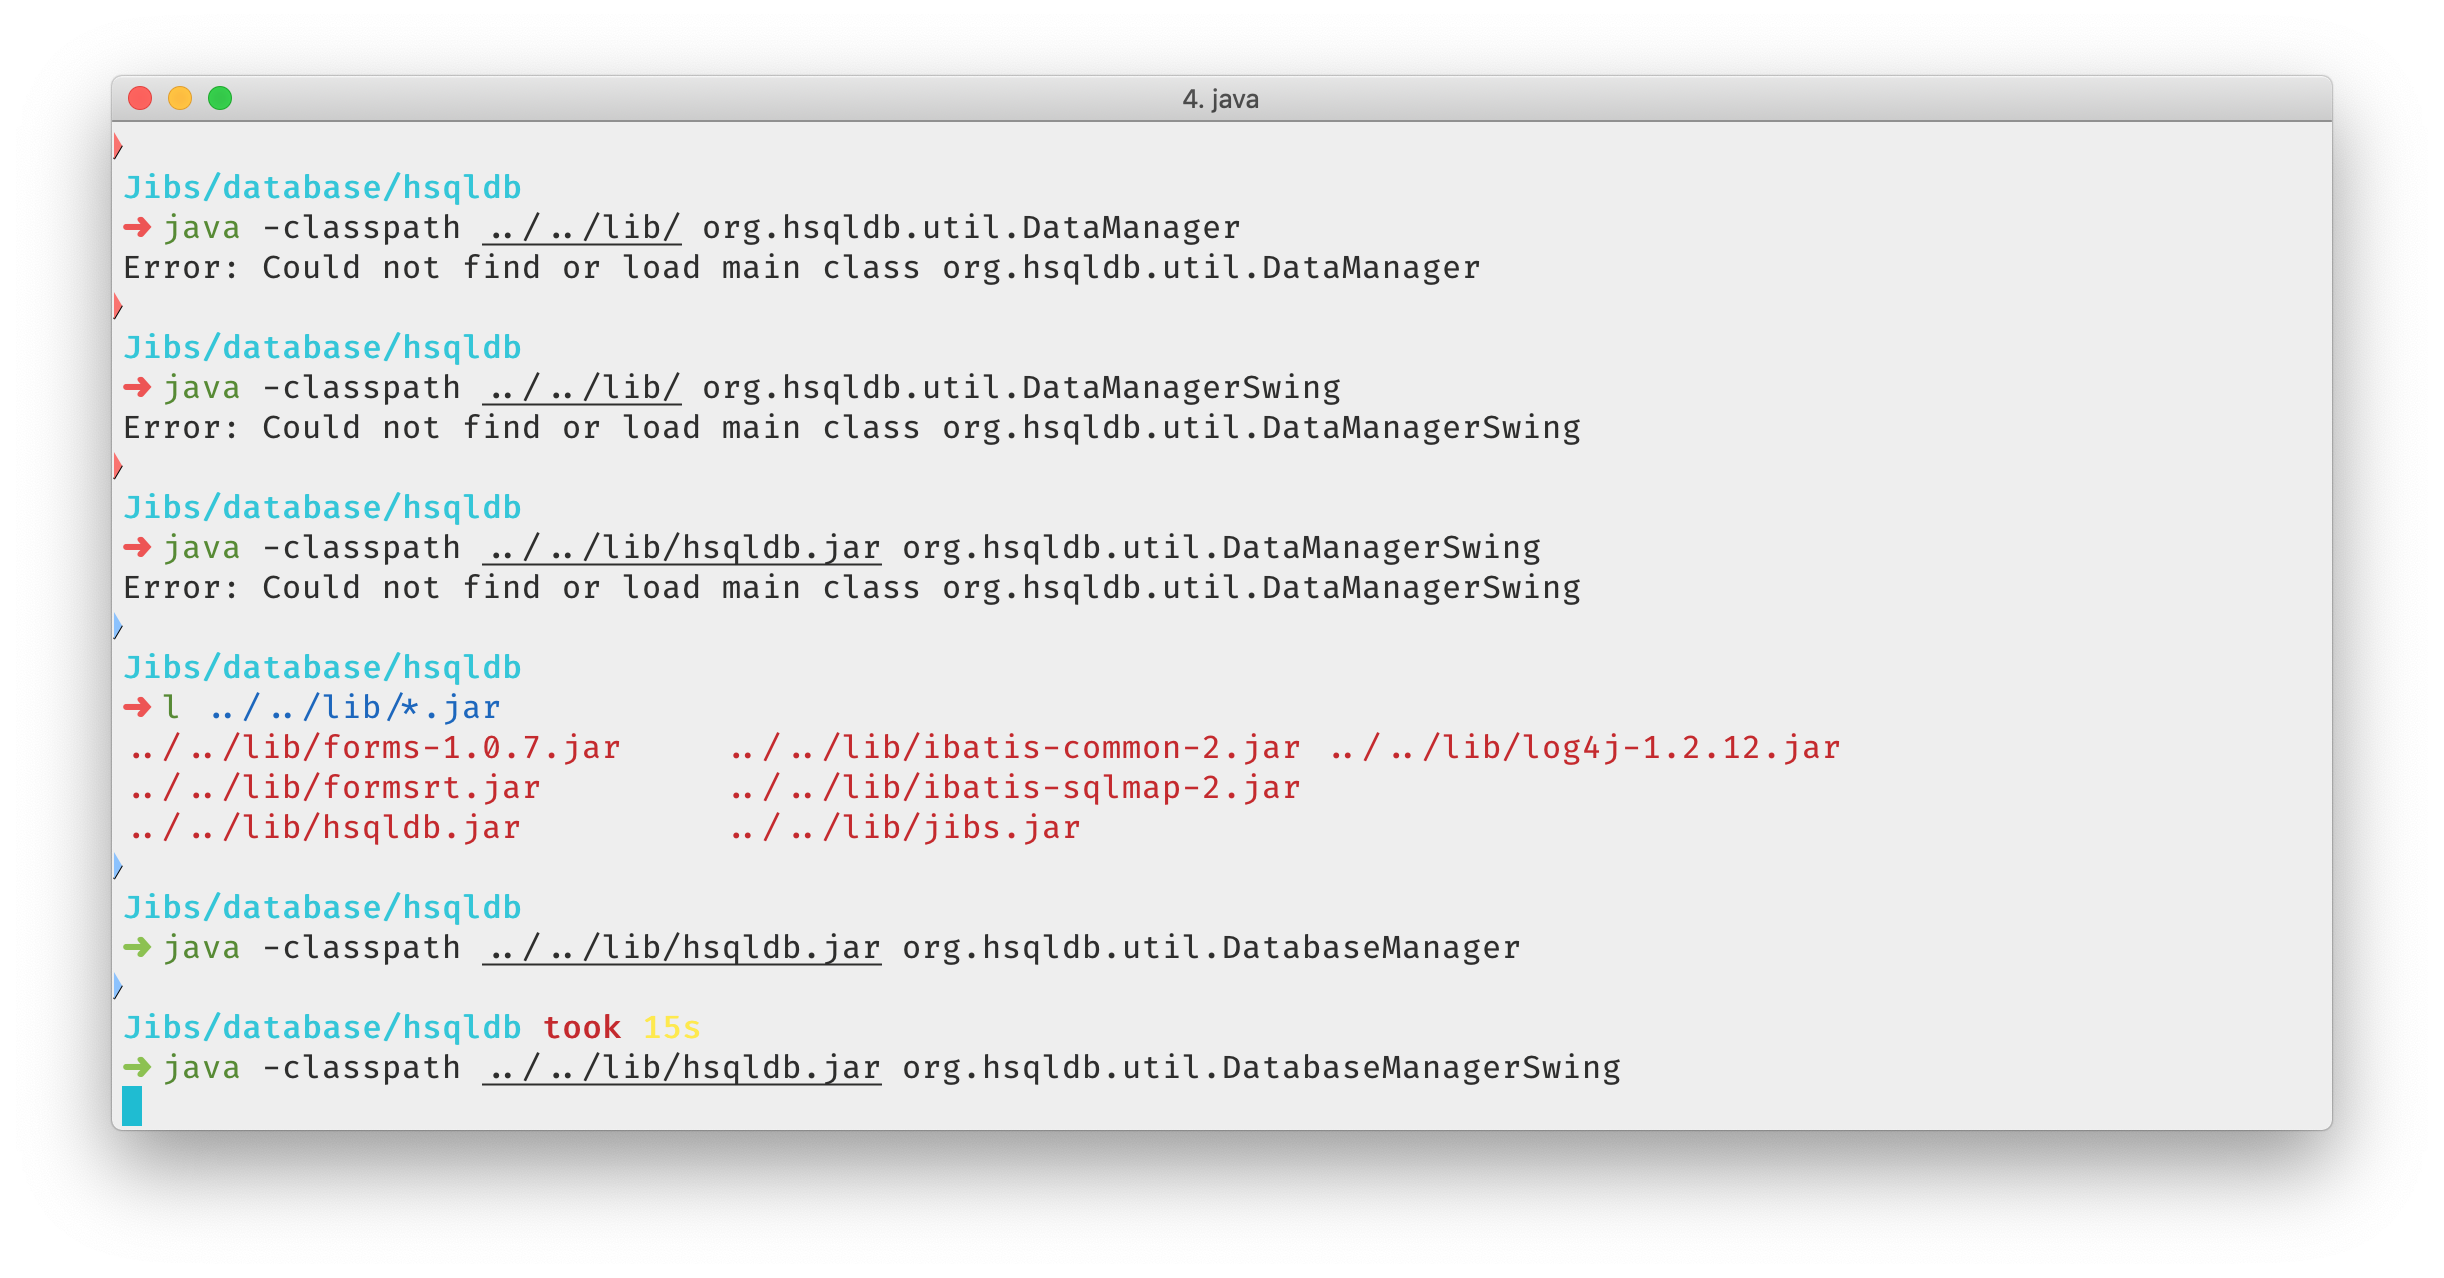 4. java
Jibs/database/hsqldb
➜ java -classpath ../../lib/ org.hsqldb.util.DataManager
Error: Could not find or load main class org.hsqldb.util.DataManager
Jibs/database/hsqldb
➜ java -classpath ../../lib/ org.hsqldb.util.DataManagerSwing
Error: Could not find or load main class org.hsqldb.util.DataManagerSwing
Jibs/database/hsqldb
➜ java -classpath ../../lib/hsqldb.jar org.hsqldb.util.DataManagerSwing
Error: Could not find or load main class org.hsqldb.util.DataManagerSwing
Jibs/database/hsqldb
➜ l ../../lib/*.jar
../../lib/forms-1.0.7.jar ../../lib/ibatis-common-2.jar ../../lib/log4j-1.2.12.jar
../../lib/formsrt.jar ../../lib/ibatis-sqlmap-2.jar
../../lib/hsqldb.jar ../../lib/jibs.jar
Jibs/database/hsqldb
➜ java -classpath ../../lib/hsqldb.jar org.hsqldb.util.DatabaseManager
Jibs/database/hsqldb took 15s
➜ java -classpath ../../lib/hsqldb.jar org.hsqldb.util.DatabaseManagerSwing